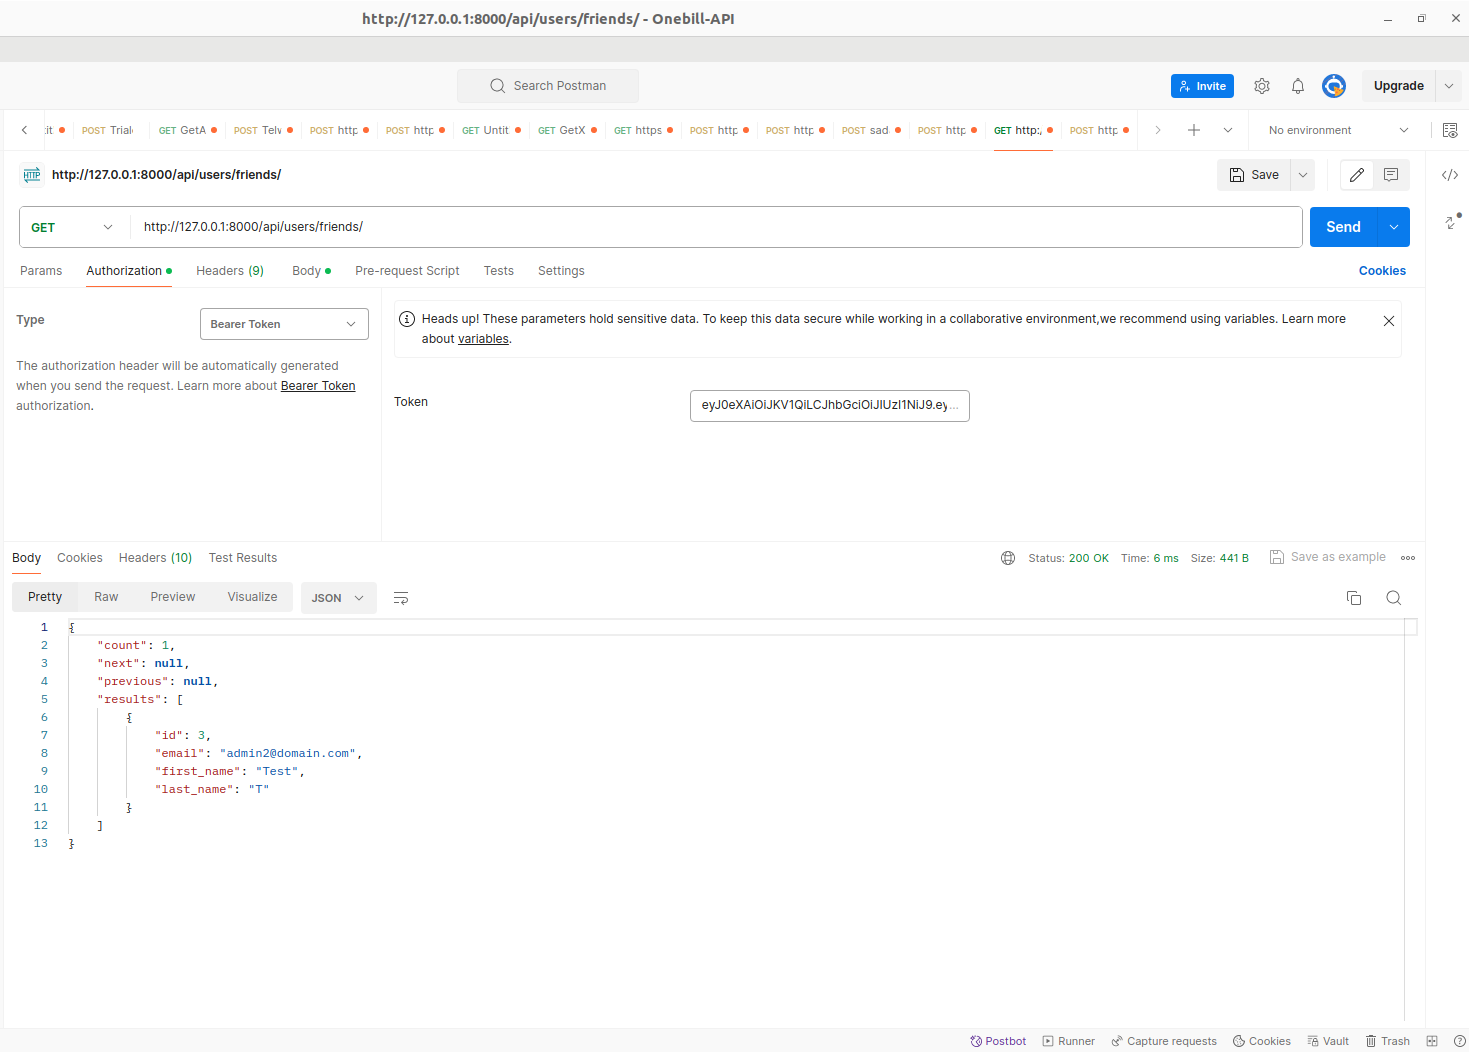 http://127.0.0.1:8000/api/users/friends/ - Onebill-API
Search Postman
Invite
Upgrade
it
POST Trial
GET GetA
POST Telv
POST http
POST http
GET Untit
GET GetX
GET https
POST http
POST http
POST sad
POST http
GET http:/
POST http
No environment
HTTP http://127.0.0.1:8000/api/users/friends/
Save
GET http://127.0.0.1:8000/api/users/friends/
Send
Params Authorization Headers (9) Body Pre-request Script Tests Settings
Cookies
Type Bearer Token
The authorization header will be automatically generated
when you send the request. Learn more about Bearer Token
authorization.
Heads up! These parameters hold sensitive data. To keep this data secure while working in a collaborative environment,we recommend using variables. Learn more
about variables.
Token eyJ0eXAiOiJKV1QiLCJhbGciOiJIUzI1NiJ9.ey...
Body Cookies Headers (10) Test Results
Status: 200 OK Time: 6 ms Size: 441 B Save as example
Pretty Raw Preview Visualize JSON
1 {
2 "count": 1,
3 "next": null,
4 "previous": null,
5 "results": [
6 {
7 "id": 3,
8 "email": "admin2@domain.com",
9 "first_name": "Test",
10 "last_name": "T"
11 }
12 ]
13 }
Postbot Runner Capture requests Cookies Vault Trash